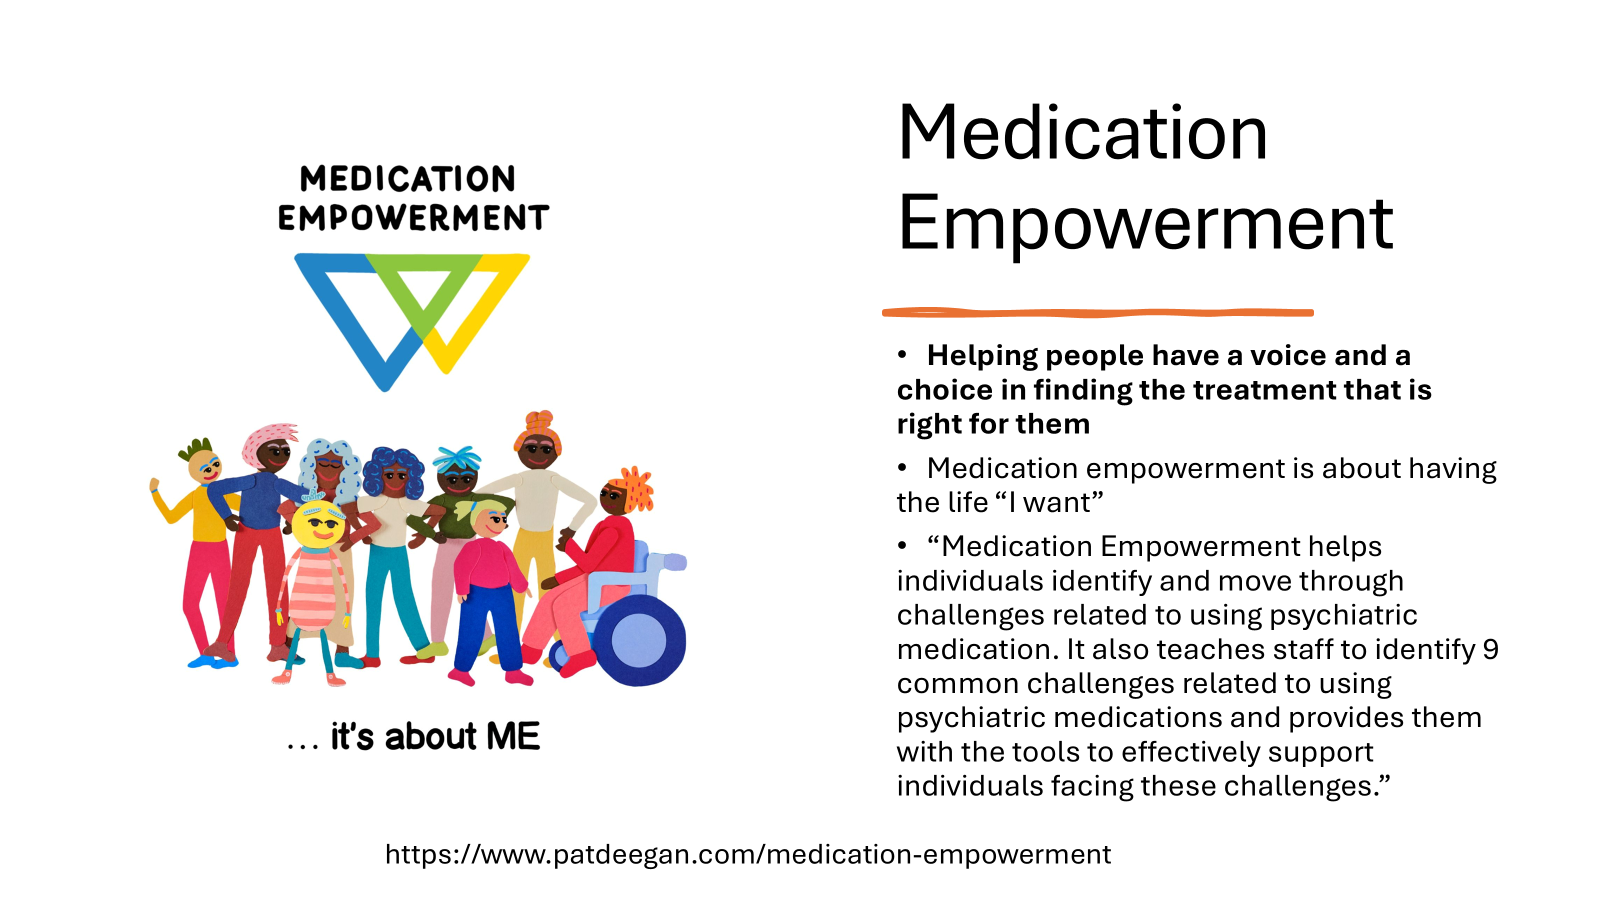 MEDICATION
EMPOWERMENT
... it's about ME
Medication
Empowerment
• Helping people have a voice and a
choice in finding the treatment that is
right for them
• Medication empowerment is about having
the life “I want”
• “Medication Empowerment helps
individuals identify and move through
challenges related to using psychiatric
medication. It also teaches staff to identify 9
common challenges related to using
psychiatric medications and provides them
with the tools to effectively support
individuals facing these challenges.”
https://www.patdeegan.com/medication-empowerment